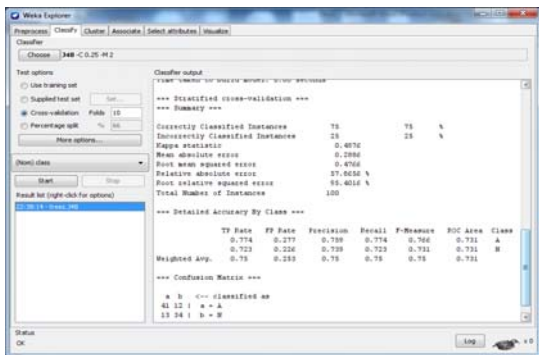 Weka Explorer
Preprocess Classify Cluster Associate Select attributes Visualize
Classifier
Choose J48 -C 0.25 -M 2
Test options
Use training set
Supplied test set Set...
Cross-validation Folds 10
Percentage split % 66
More options...
(Nom) class
Start Stop
Result list (right-click for options)
Classifier output
=== Stratified cross-validation ===
=== Summary ===
Correctly Classified Instances 75 75 %
Incorrectly Classified Instances 25 25 %
Kappa statistic 0.4976
Mean absolute error 0.2886
Root mean squared error 0.4766
Relative absolute error 57.8656 %
Root relative squared error 95.4016 %
Total Number of Instances 100
=== Detailed Accuracy By Class ===
TP Rate FP Rate Precision Recall F-Measure ROC Area Class
0.774 0.277 0.759 0.774 0.766 0.731 A
0.723 0.226 0.739 0.723 0.731 0.731 N
Weighted Avg. 0.75 0.253 0.75 0.75 0.75 0.731
=== Confusion Matrix ===
a b <-- classified as
41 12 | a = A
13 34 | b = N
Status
OK
Log
x 0